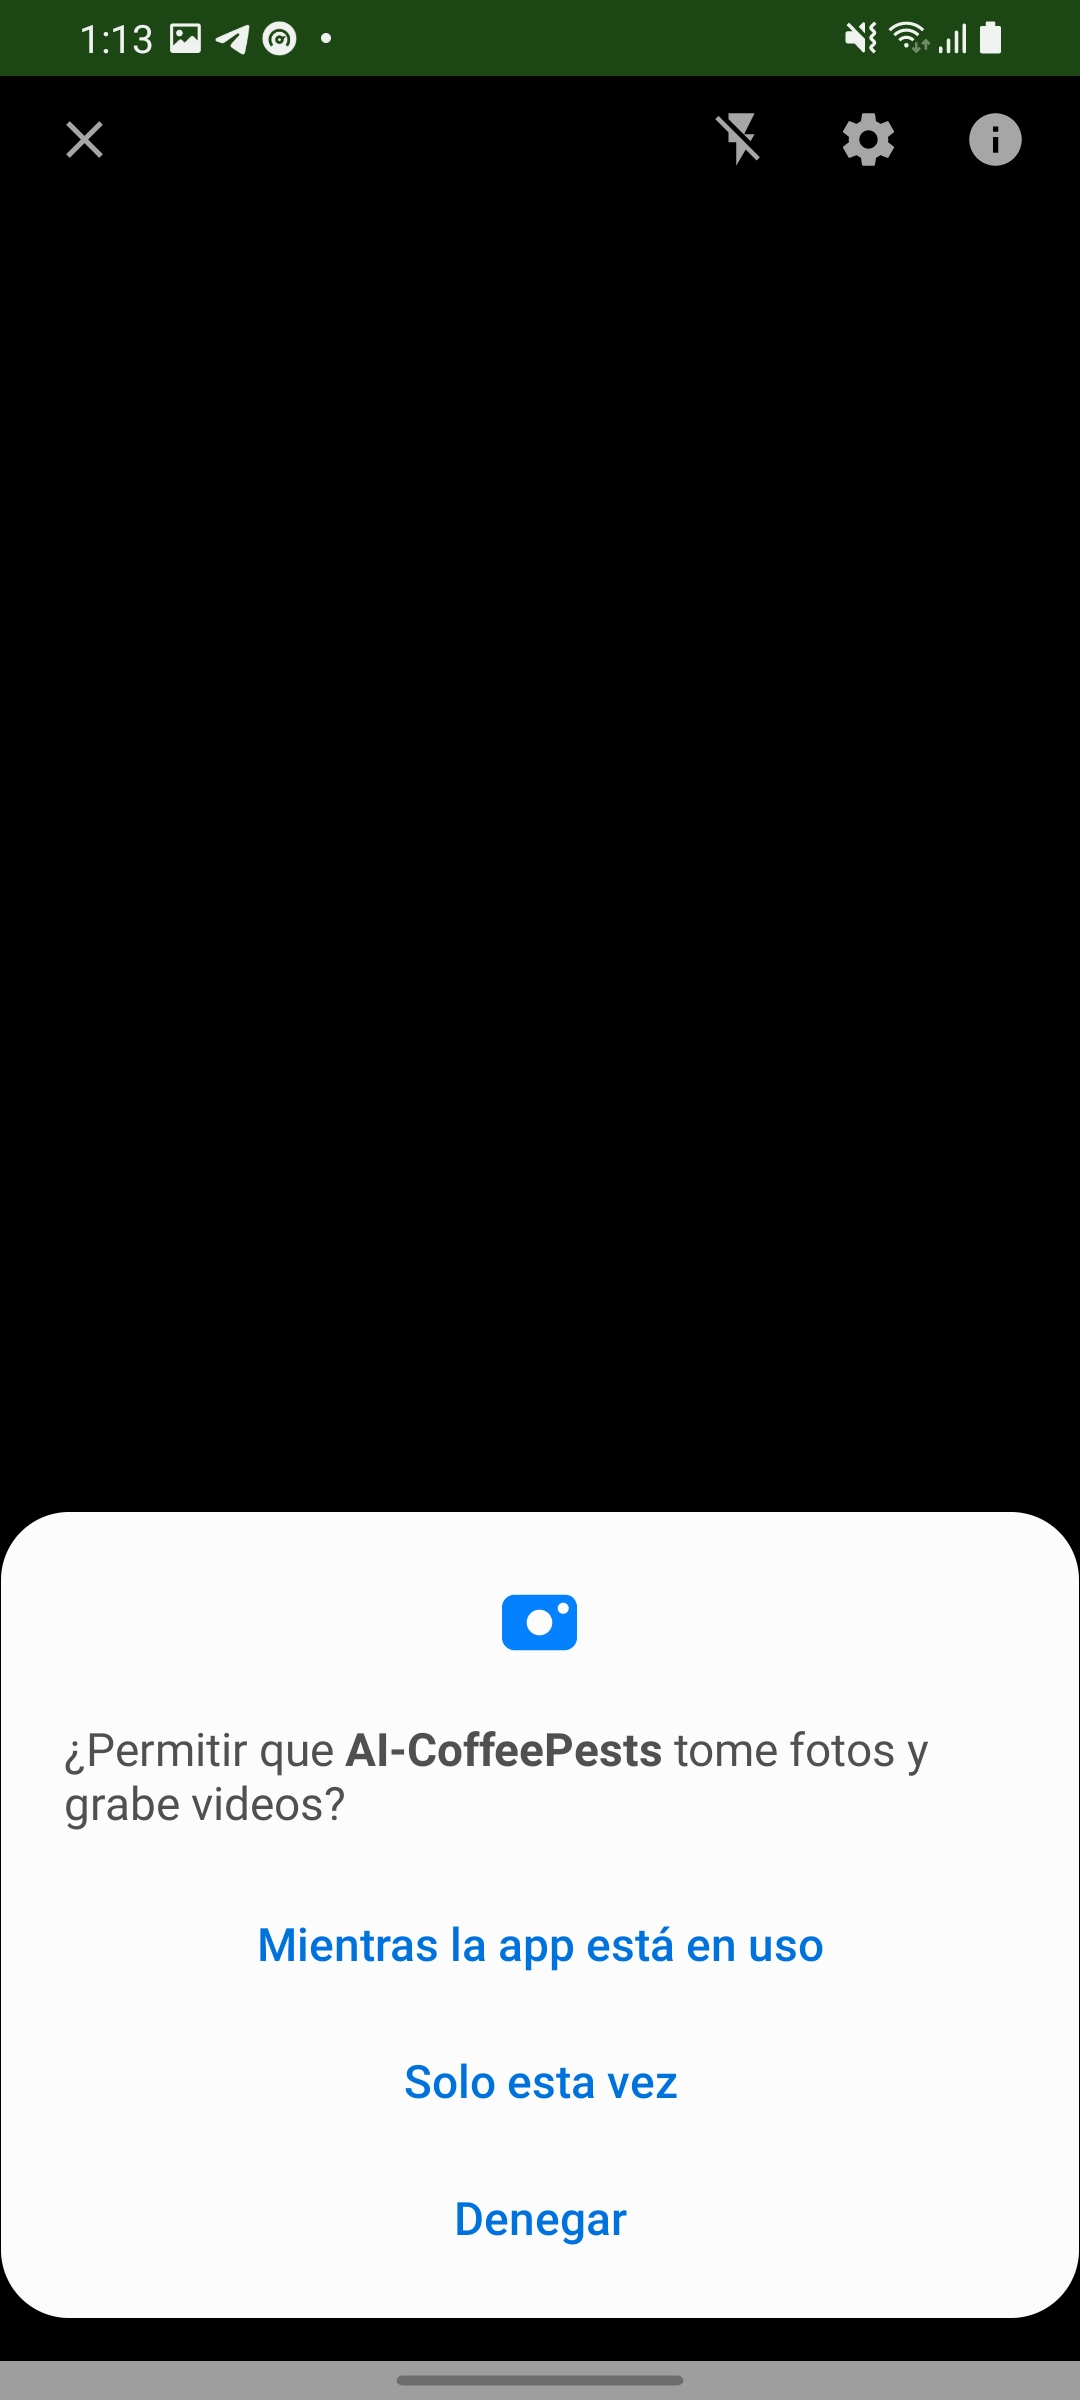 1:13
¿Permitir que AI-CoffeePests tome fotos y
grabe videos?
Mientras la app está en uso
Solo esta vez
Denegar